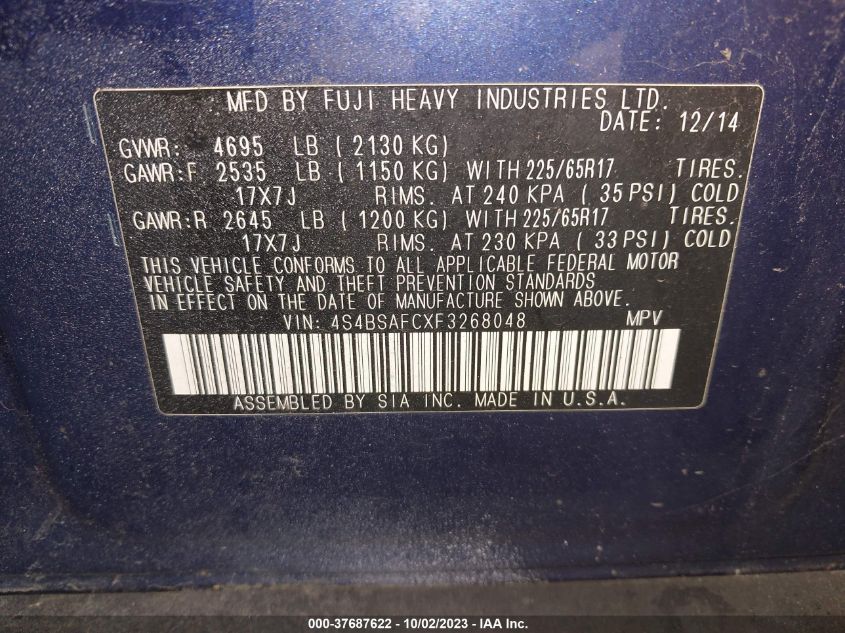 MFD BY FUJI HEAVY INDUSTRIES LTD.
DATE: 12/14
GVWR: 4695 LB ( 2130 KG)
GAWR:F 2535 LB ( 1150 KG) WITH 225/65R17 TIRES.
17X7J RIMS. AT 240 KPA ( 35 PSI) COLD
GAWR:R 2645 LB ( 1200 KG) WITH 225/65R17 TIRES.
17X7J RIMS. AT 230 KPA ( 33 PSI) COLD
THIS VEHICLE CONFORMS TO ALL APPLICABLE FEDERAL MOTOR
VEHICLE SAFETY AND THEFT PREVENTION STANDARDS
IN EFFECT ON THE DATE OF MANUFACTURE SHOWN ABOVE.
VIN: 4S4BSAFCXF3268048 MPV
ASSEMBLED BY SIA INC. MADE IN U.S.A.
000-37687622 - 10/02/2023 - IAA Inc.